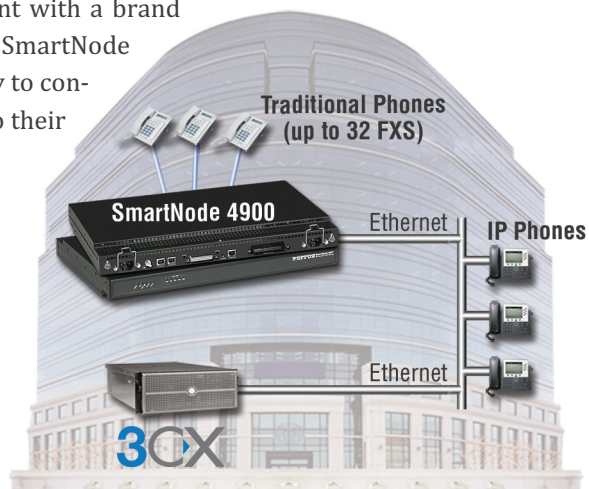 nt with a brand
SmartNode
y to con-
o their
Traditional Phones
(up to 32 FXS)
SmartNode 4900
Ethernet
IP Phones
PATTON
Ethernet
3CX